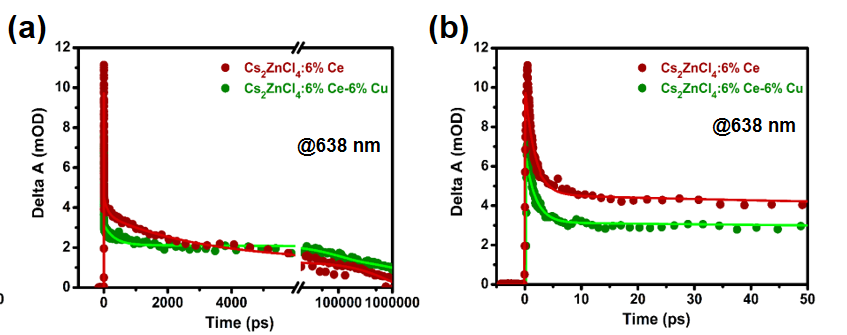 (a)
12
10
8
6
4
2
0
Delta A (mOD)
Cs₂ZnCl₄:6% Ce
Cs₂ZnCl₄:6% Ce-6% Cu
@638 nm
0 2000 4000 100000 1000000
Time (ps)
0
(b)
12
10
8
6
4
2
0
Delta A (mOD)
Cs₂ZnCl₄:6% Ce
Cs₂ZnCl₄:6% Ce-6% Cu
@638 nm
0 10 20 30 40 50
Time (ps)